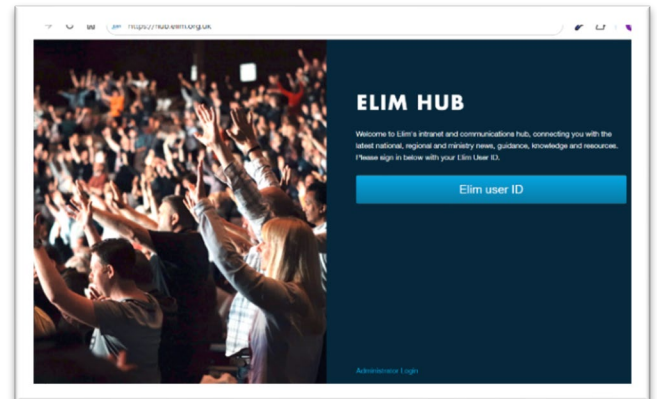 https://hub.elim.org.uk
ELIM HUB
Welcome to Elim's intranet and communications hub, connecting you with the
latest national, regional and ministry news, guidance, knowledge and resources.
Please sign in below with your Elim User ID.
Elim user ID
Administrator Login